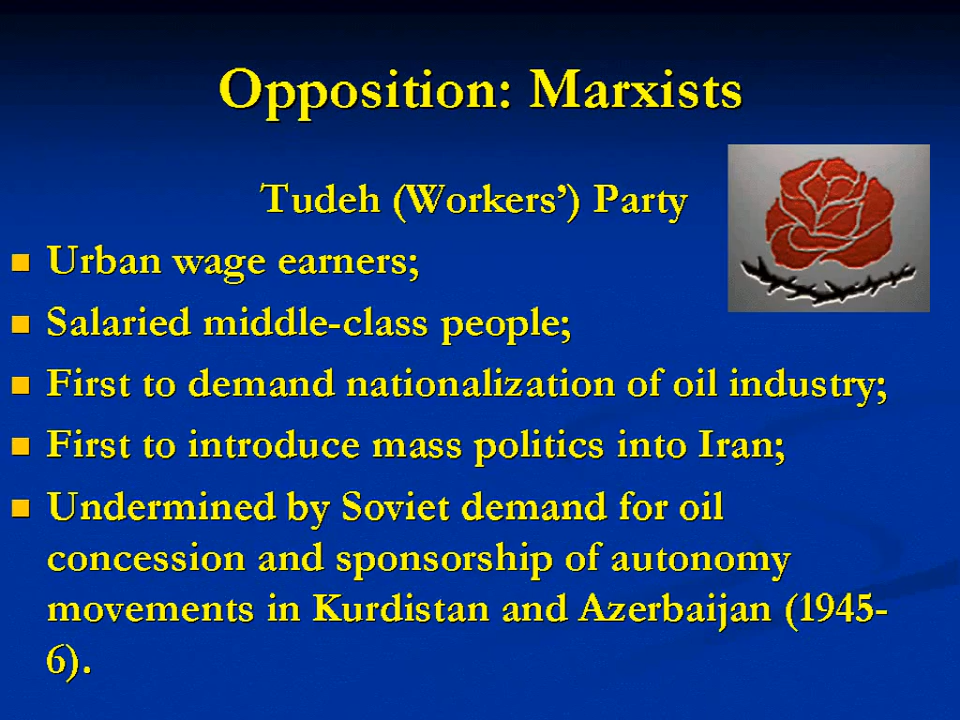 Opposition: Marxists
Tudeh (Workers’) Party
Urban wage earners;
Salaried middle-class people;
First to demand nationalization of oil industry;
First to introduce mass politics into Iran;
Undermined by Soviet demand for oil
concession and sponsorship of autonomy
movements in Kurdistan and Azerbaijan (1945-
6).